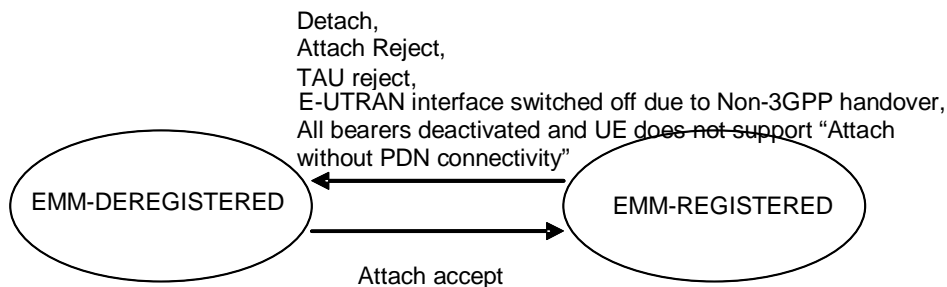 Detach,
Attach Reject,
TAU reject,
E-UTRAN interface switched off due to Non-3GPP handover,
All bearers deactivated and UE does not support “Attach
without PDN connectivity”
EMM-DEREGISTERED
EMM-REGISTERED
Attach accept